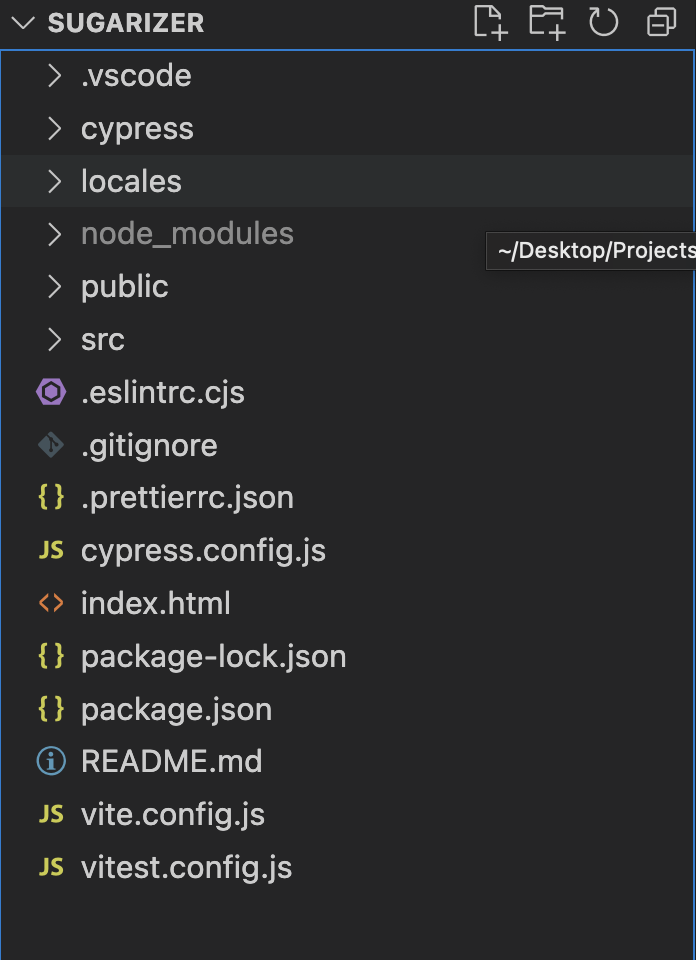 SUGARIZER
.vscode
cypress
locales
node_modules
~/Desktop/Projects
public
src
.eslintrc.cjs
.gitignore
{} .prettierrc.json
JS cypress.config.js
<> index.html
{} package-lock.json
{} package.json
README.md
JS vite.config.js
JS vitest.config.js